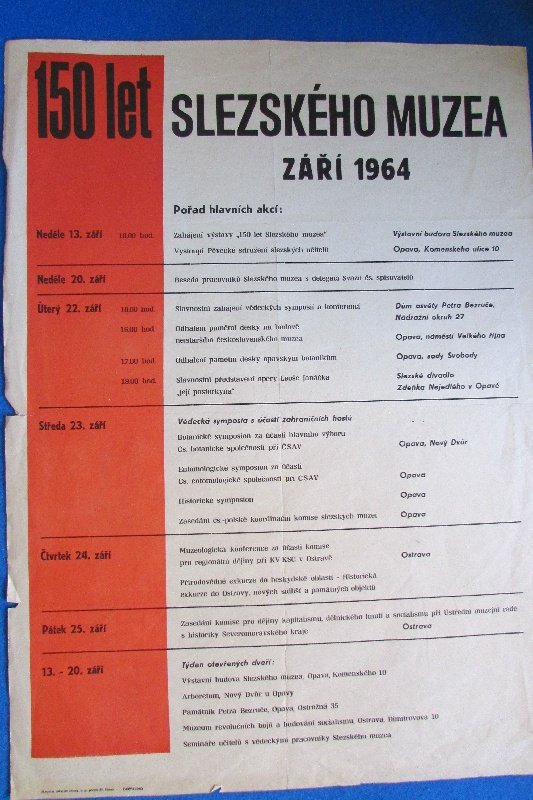 150 let SLEZSKÉHO MUZEA
ZÁŘÍ 1964
Pořad hlavních akcí:
Neděle 13. září 10.00 hod. Zahájení výstavy „150 let Slezského muzea" Výstavní budova Slezského muzea
Vystoupí Pěvecké sdružení slezských učitelů Opava, Komenského ulice 10
Neděle 20. září Beseda pracovníků Slezského muzea s delegátů Svazu čs. spisovatelů
Úterý 22. září 10.00 hod. Slavnostní zahájení vědeckých symposií a konferencí Dům osvěty Petra Bezruče,
Nádražní okruh 27
16.00 hod. Odhalení pamětní desky na budově
nejstaršího československého muzea Opava, náměstí Velkého října
17.00 hod. Odhalení pamětní desky opavským botanikům Opava, sady Svobody
19.00 hod. Slavnostní představení opery Leoše Janáčka Slezské divadlo
„Její pastorkyňa" Zdeňka Nejedlého v Opavě
Středa 23. září Vědecká symposia s účastí zahraničních hostů
Botanické symposion za účasti hlavního výboru
Čs. botanické společnosti při ČSAV Opava, Nový Dvůr
Entomologické symposion za účasti
Čs. entomologické společnosti při ČSAV Opava
Historické symposion Opava
Zasedání čs.-polské koordinační komise slezských muzeí Opava
Čtvrtek 24. září Muzeologická konference za účasti komise
pro regionální dějiny při KV KSČ v Ostravě Ostrava
Přírodovědné exkurze do beskydské oblasti - Historická
exkurze do Ostravy, nových sídlišť a památných objektů
Pátek 25. září Zasedání komise pro dějiny kapitalismu, dělnického hnutí a socialismu při Ústřední muzejní radě
s historiky Severomoravského kraje Ostrava
13. - 20. září Týden otevřených dveří:
Výstavní budova Slezského muzea, Opava, Komenského 10
Arboretum, Nový Dvůr u Opavy
Památník Petra Bezruče, Opava, Ostrožná 35
Muzeum revolučních bojů a budování socialismu Ostrava, Dimitrovova 10
Semináře učitelů s vědeckými pracovníky Slezského muzea